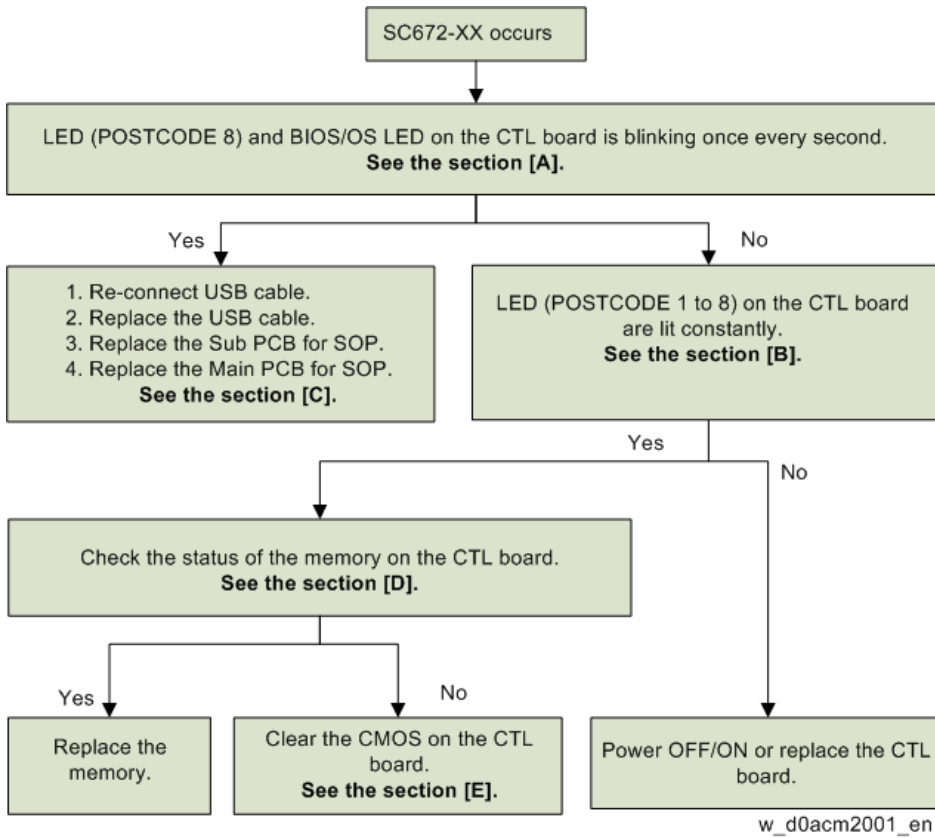 SC672-XX occurs
LED (POSTCODE 8) and BIOS/OS LED on the CTL board is blinking once every second.
See the section [A].
Yes
No
1. Re-connect USB cable.
2. Replace the USB cable.
3. Replace the Sub PCB for SOP.
4. Replace the Main PCB for SOP.
See the section [C].
LED (POSTCODE 1 to 8) on the CTL board
are lit constantly.
See the section [B].
Yes
No
Check the status of the memory on the CTL board.
See the section [D].
Yes
No
Replace the
memory.
Clear the CMOS on the CTL
board.
See the section [E].
Power OFF/ON or replace the CTL
board.
w_d0acm2001_en